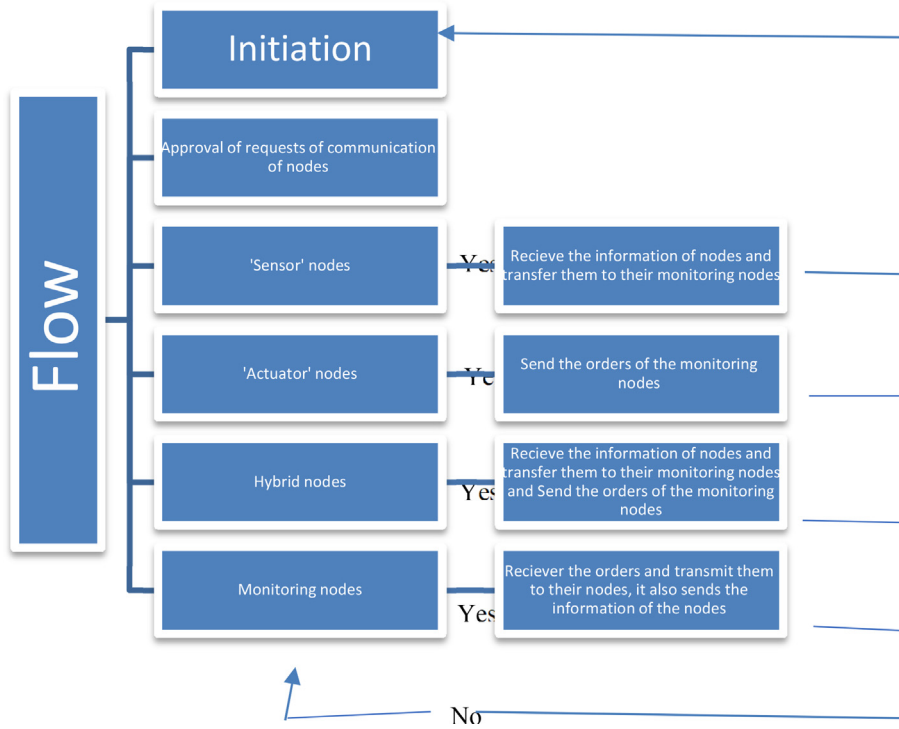 Flow
Initiation
Approval of requests of communication
of nodes
'Sensor' nodes
Yes
Recieve the information of nodes and
transfer them to their monitoring nodes
'Actuator' nodes
Ye
Send the orders of the monitoring
nodes
Hybrid nodes
Yes
Recieve the information of nodes and
transfer them to their monitoring nodes
and Send the orders of the monitoring
nodes
Monitoring nodes
Yes
Reciever the orders and transmit them
to their nodes, it also sends the
information of the nodes
No